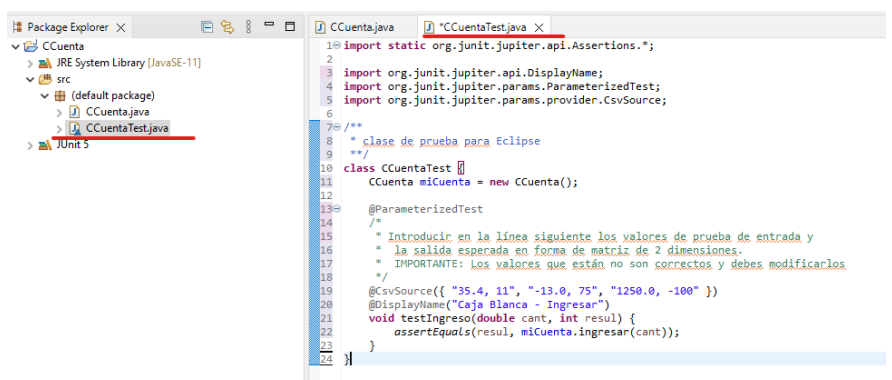 Package Explorer
CCuenta
JRE System Library [JavaSE-11]
src
(default package)
CCuenta.java
CCuentaTest.java
JUnit 5
CCuenta.java
*CCuentaTest.java
1 import static org.junit.jupiter.api.Assertions.*;
2
3 import org.junit.jupiter.api.DisplayName;
4 import org.junit.jupiter.params.ParameterizedTest;
5 import org.junit.jupiter.params.provider.CsvSource;
6
7 /**
8  * clase de prueba para Eclipse
9  **/
10 class CCuentaTest {
11     CCuenta miCuenta = new CCuenta();
12
13     @ParameterizedTest
14     /*
15      * Introducir en la línea siguiente los valores de prueba de entrada y
16      *  la salida esperada en forma de matriz de 2 dimensiones.
17      *  IMPORTANTE: Los valores que están no son correctos y debes modificarlos
18      */
19     @CsvSource({ "35.4, 11", "-13.0, 75", "1250.0, -100" })
20     @DisplayName("Caja Blanca - Ingresar")
21     void testIngreso(double cant, int resul) {
22         assertEquals(resul, miCuenta.ingresar(cant));
23     }
24 }